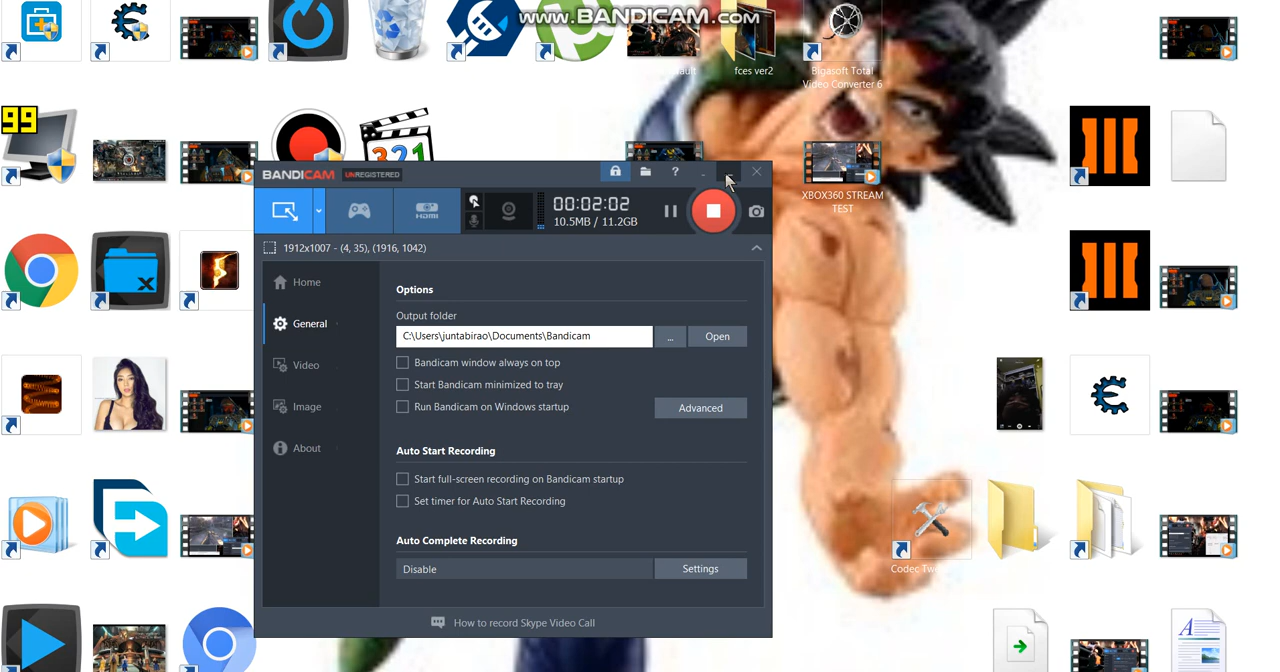 www.BANDICAM.com
fces ver2
Bigasoft Total
Video Converter 6
99
321
XBOX360 STREAM
TEST
BANDICAM UNREGISTERED
?
00:02:02
10.5MB / 11.2GB
HDMI
1912x1007 - (4, 35), (1916, 1042)
Home
General
Video
Image
About
Options
Output folder
C:\Users\juntabirao\Documents\Bandicam
...
Open
Bandicam window always on top
Start Bandicam minimized to tray
Run Bandicam on Windows startup
Advanced
Auto Start Recording
Start full-screen recording on Bandicam startup
Set timer for Auto Start Recording
Auto Complete Recording
Disable
Settings
How to record Skype Video Call